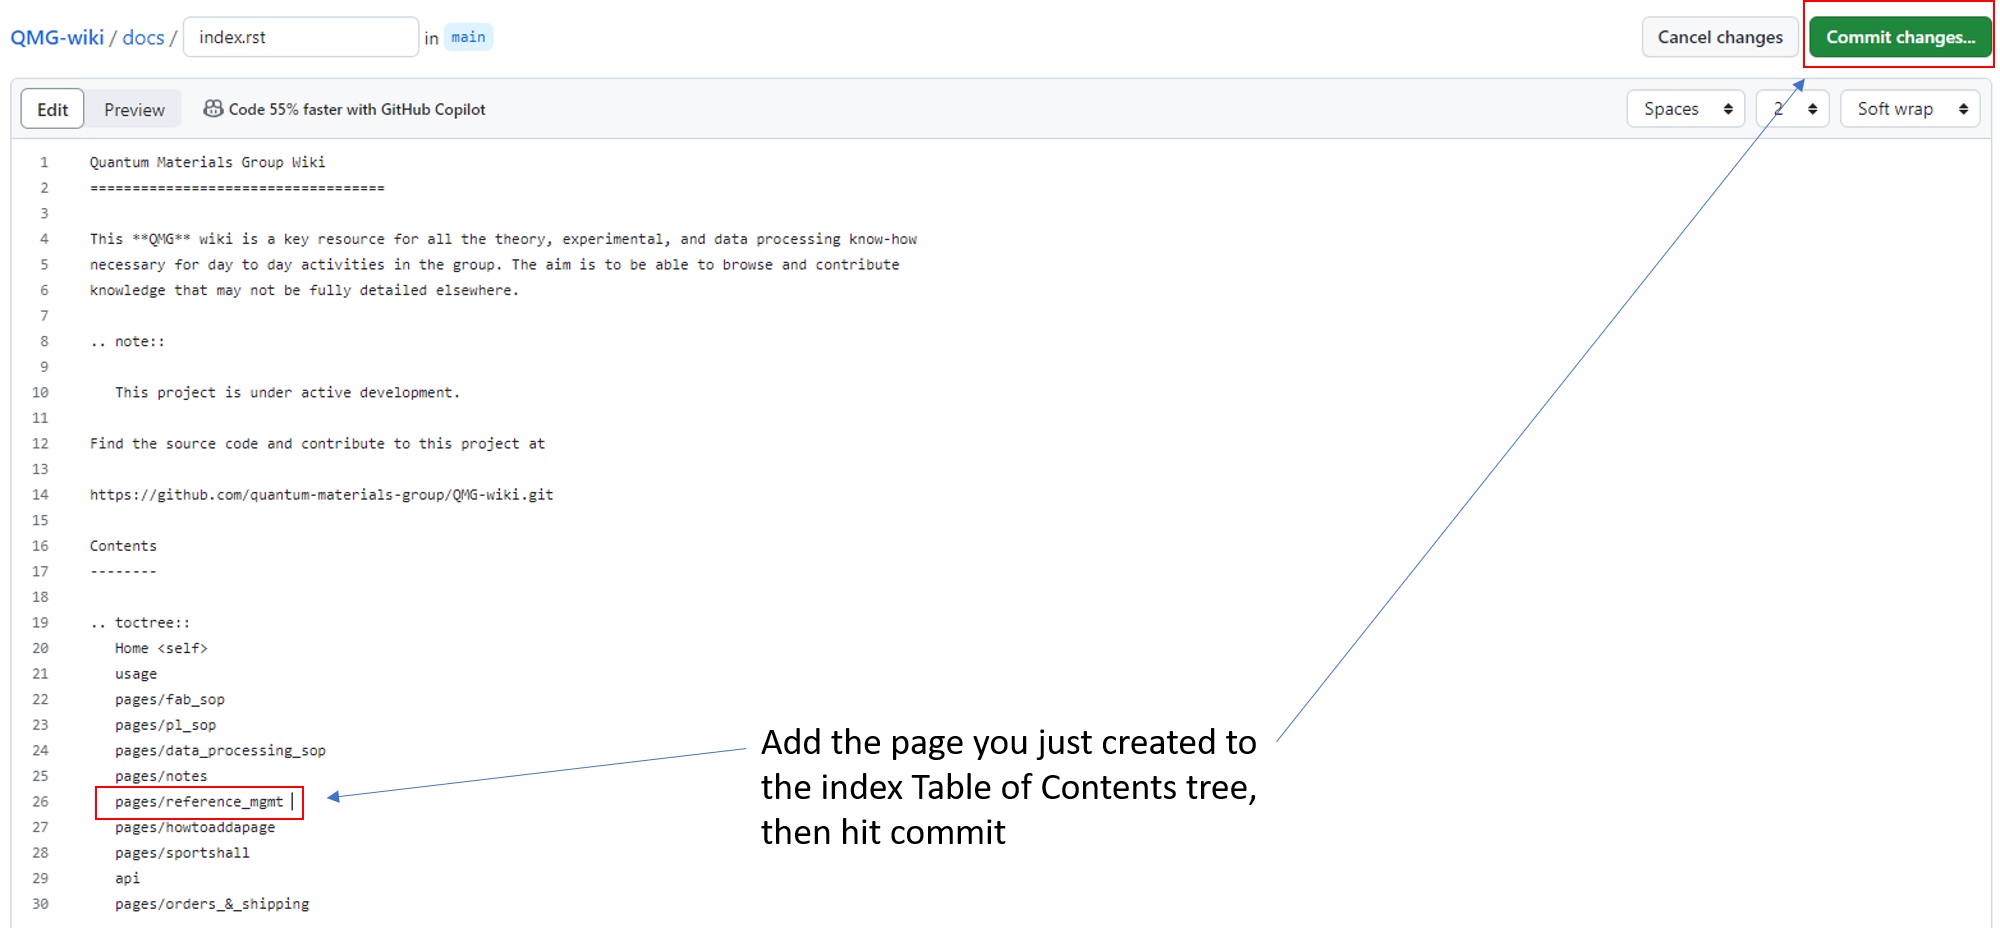 QMG-wiki / docs / index.rst in main
Cancel changes
Commit changes...
Edit
Preview
Code 55% faster with GitHub Copilot
Spaces
2
Soft wrap
1 Quantum Materials Group Wiki
2 ===================================
3
4 This **QMG** wiki is a key resource for all the theory, experimental, and data processing know-how
5 necessary for day to day activities in the group. The aim is to be able to browse and contribute
6 knowledge that may not be fully detailed elsewhere.
7
8 .. note::
9
10 This project is under active development.
11
12 Find the source code and contribute to this project at
13
14 https://github.com/quantum-materials-group/QMG-wiki.git
15
16 Contents
17 --------
18
19 .. toctree::
20 Home <self>
21 usage
22 pages/fab_sop
23 pages/pl_sop
24 pages/data_processing_sop
25 pages/notes
26 pages/reference_mgmt
27 pages/howtoaddapage
28 pages/sportshall
29 api
30 pages/orders_&_shipping
Add the page you just created to
the index Table of Contents tree,
then hit commit